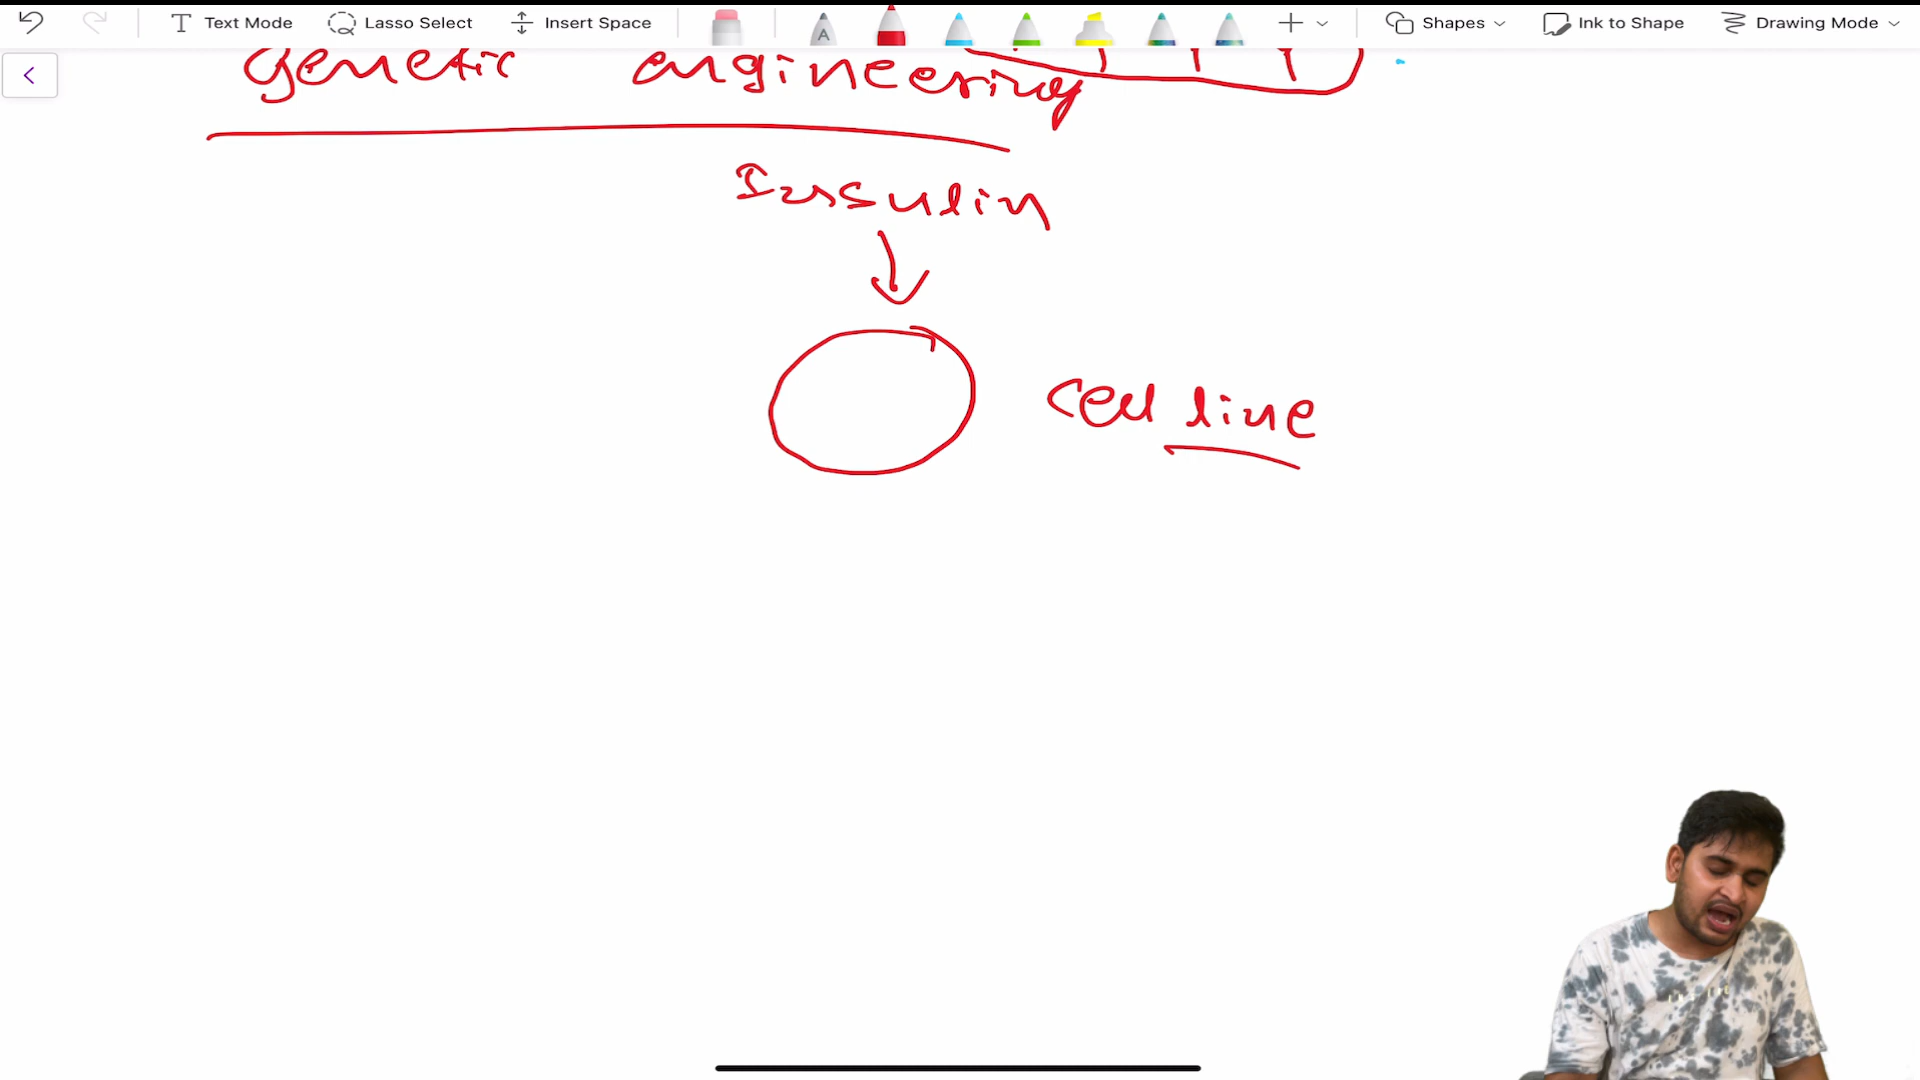 Text Mode Lasso Select Insert Space A Shapes Ink to Shape Drawing Mode
genetic engineering
Insulin
cell line